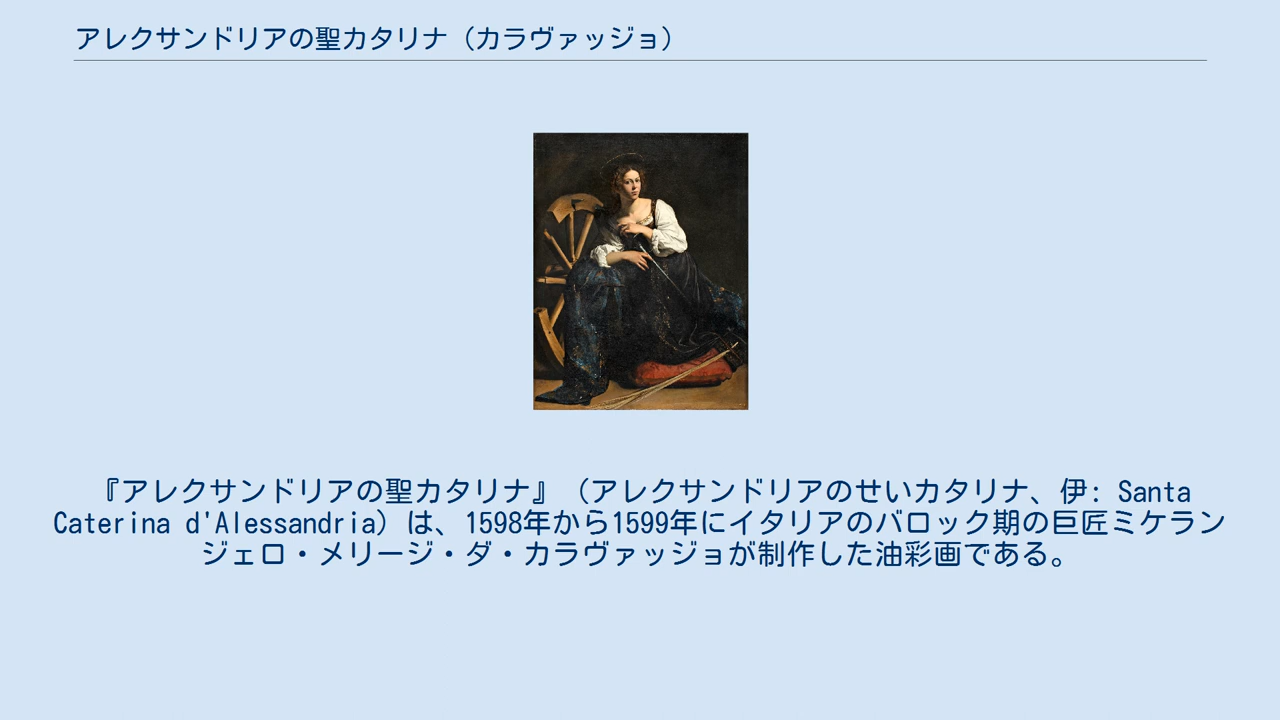 アレクサンドリアの聖カタリナ（カラヴァッジョ）
『アレクサンドリアの聖カタリナ』（アレクサンドリアのせいカタリナ、伊: Santa
Caterina d'Alessandria）は、1598年から1599年にイタリアのバロック期の巨匠ミケラン
ジェロ・メリージ・ダ・カラヴァッジョが制作した油彩画である。